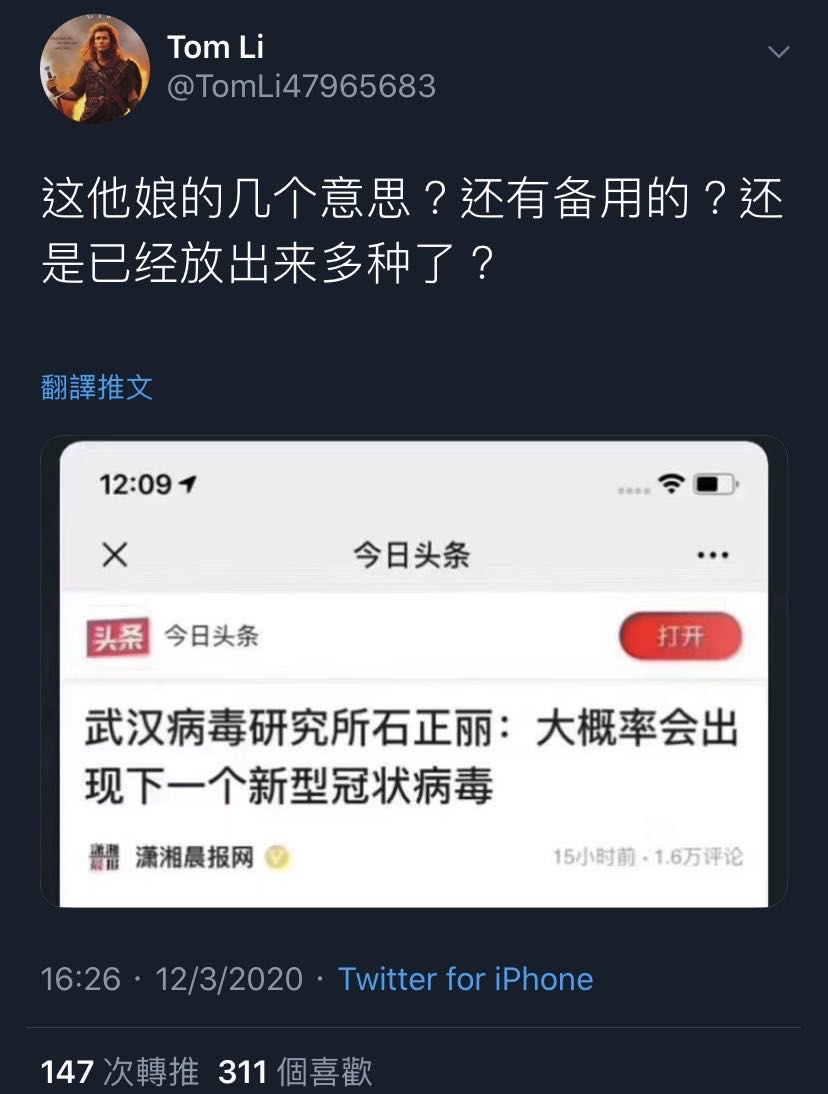 Tom Li
@TomLi47965683
这他娘的几个意思？还有备用的？还
是已经放出来多种了？
翻譯推文
12:09
今日头条
头条 今日头条 打开
武汉病毒研究所石正丽：大概率会出
现下一个新型冠状病毒
潇湘晨报 潇湘晨报网 15小时前 · 1.6万评论
16:26 · 12/3/2020 · Twitter for iPhone
147 次轉推 311 個喜歡